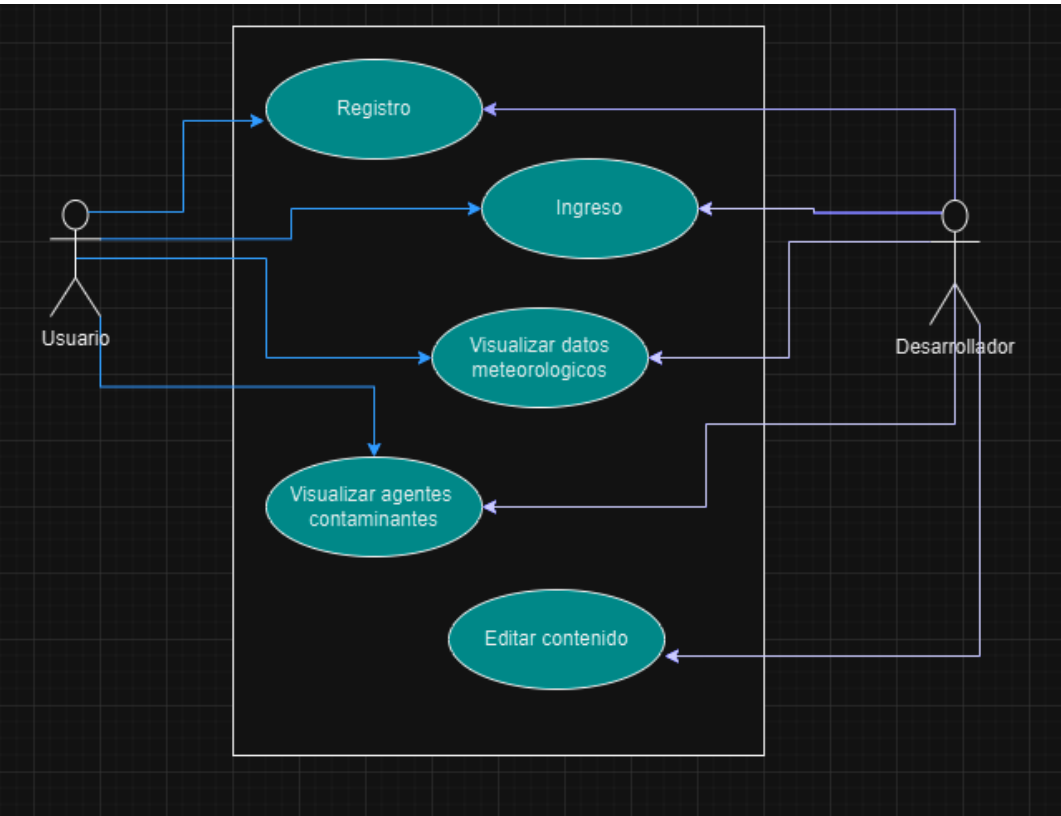 Registro
Ingreso
Usuario
Desarrollador
Visualizar datos
meteorologicos
Visualizar agentes
contaminantes
Editar contenido